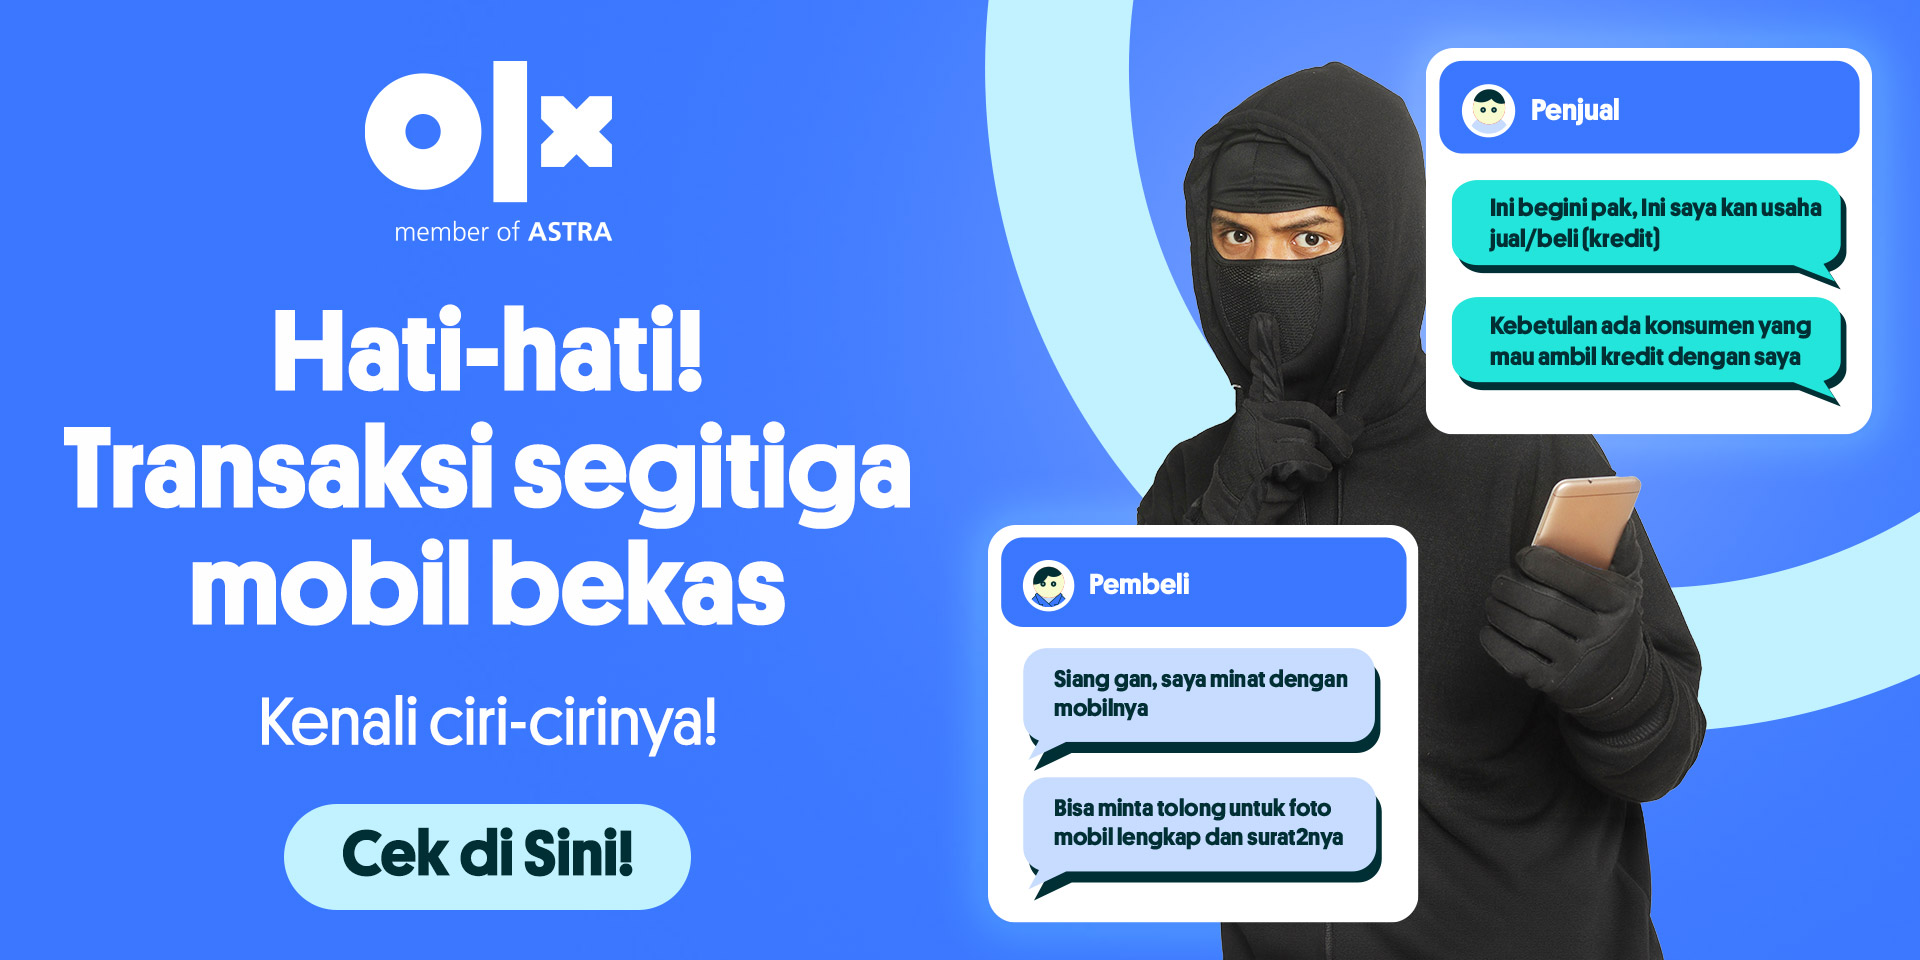 olx
member of ASTRA
Hati-hati!
Transaksi segitiga
mobil bekas
Kenali ciri-cirinya!
Cek di Sini!
Penjual
Ini begini pak, Ini saya kan usaha
jual/beli (kredit)
Kebetulan ada konsumen yang
mau ambil kredit dengan saya
Pembeli
Siang gan, saya minat dengan
mobilnya
Bisa minta tolong untuk foto
mobil lengkap dan surat2nya